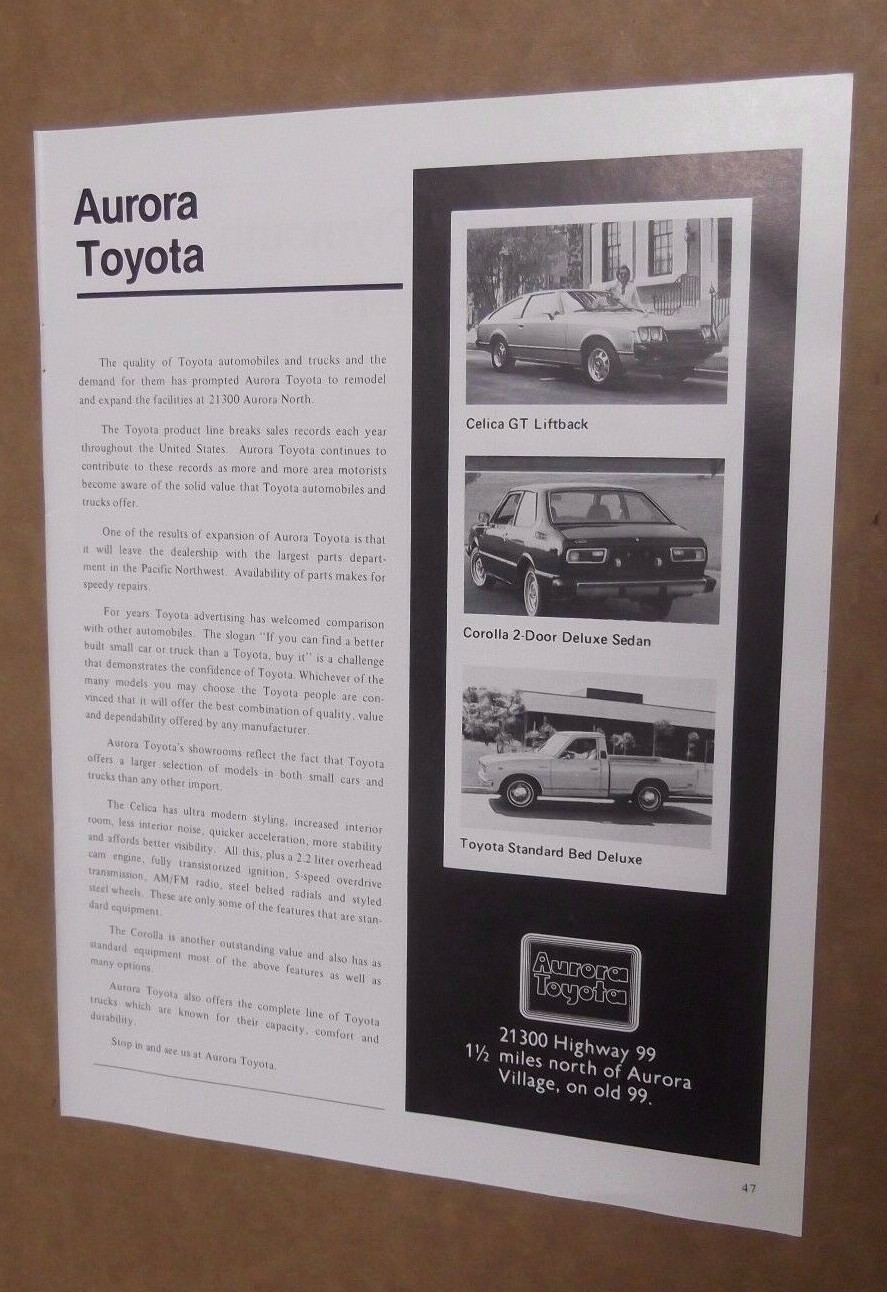 Aurora
Toyota
The quality of Toyota automobiles and trucks and the
demand for them has prompted Aurora Toyota to remodel
and expand the facilities at 21300 Aurora North.
The Toyota product line breaks sales records each year
throughout the United States. Aurora Toyota continues to
contribute to these records as more and more area motorists
become aware of the solid value that Toyota automobiles and
trucks offer.
One of the results of expansion of Aurora Toyota is that
it will leave the dealership with the largest parts depart-
ment in the Pacific Northwest. Availability of parts makes for
speedy repairs.
For years Toyota advertising has welcomed comparison
with other automobiles. The slogan "If you can find a better
built small car or truck than a Toyota, buy it" is a challenge
that demonstrates the confidence of Toyota. Whichever of the
many models you may choose the Toyota people are con-
vinced that it will offer the best combination of quality, value
and dependability offered by any manufacturer.
Aurora Toyota's showrooms reflect the fact that Toyota
offers a larger selection of models in both small cars and
trucks than any other import.
The Celica has ultra modern styling, increased interior
room, less interior noise, quicker acceleration, more stability
and affords better visibility. All this, plus a 2.2 liter overhead
cam engine, fully transistorized ignition, 5-speed overdrive
transmission, AM/FM radio, steel belted radials and styled
steel wheels. These are only some of the features that are stan-
dard equipment.
The Corolla is another outstanding value and also has as
standard equipment most of the above features as well as
many options.
Aurora Toyota also offers the complete line of Toyota
trucks which are known for their capacity, comfort and
durability.
Stop in and see us at Aurora Toyota.
Celica GT Liftback
Corolla 2-Door Deluxe Sedan
Toyota Standard Bed Deluxe
Aurora
Toyota
21300 Highway 99
1½ miles north of Aurora
Village, on old 99.
47